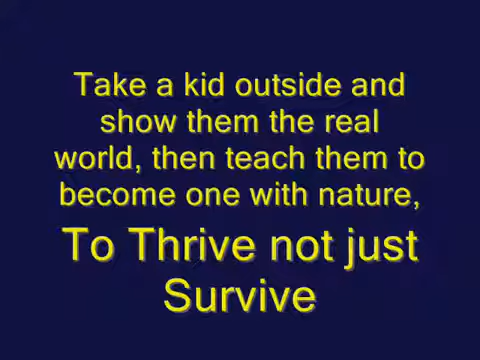 Take a kid outside and
show them the real
world, then teach them to
become one with nature,
To Thrive not just
Survive